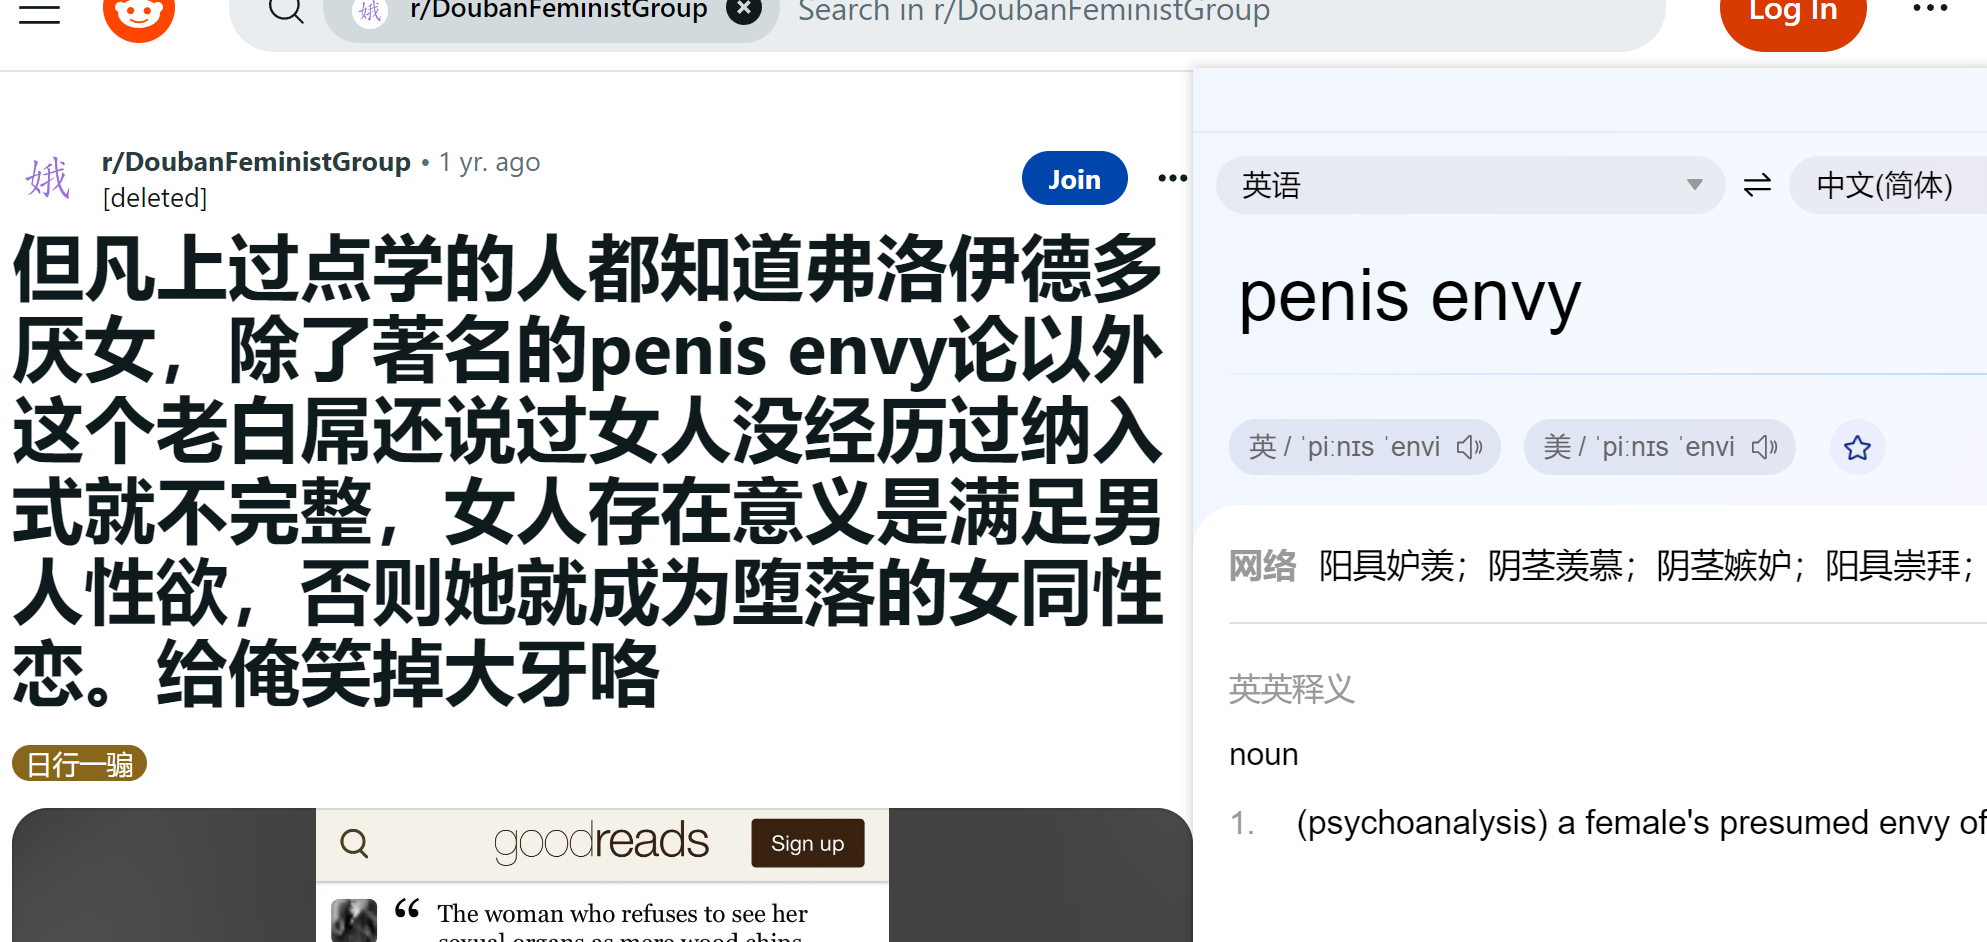 r/DoubanFeministGroup
Search in r/DoubanFeministGroup
Log In
娥
r/DoubanFeministGroup • 1 yr. ago
[deleted]
Join
但凡上过点学的人都知道弗洛伊德多
厌女，除了著名的penis envy论以外
这个老白屌还说过女人没经历过纳入
式就不完整，女人存在意义是满足男
人性欲，否则她就成为堕落的女同性
恋。给俺笑掉大牙咯
日行一骟
goodreads
Sign up
“ The woman who refuses to see her
sexual organs as mere wood chips,
英语
中文(简体)
penis envy
英 / ˈpiːnɪs ˈenvi
美 / ˈpiːnɪs ˈenvi
网络 阳具妒羡；阴茎羡慕；阴茎嫉妒；阳具崇拜；
英英释义
noun
1. (psychoanalysis) a female's presumed envy of